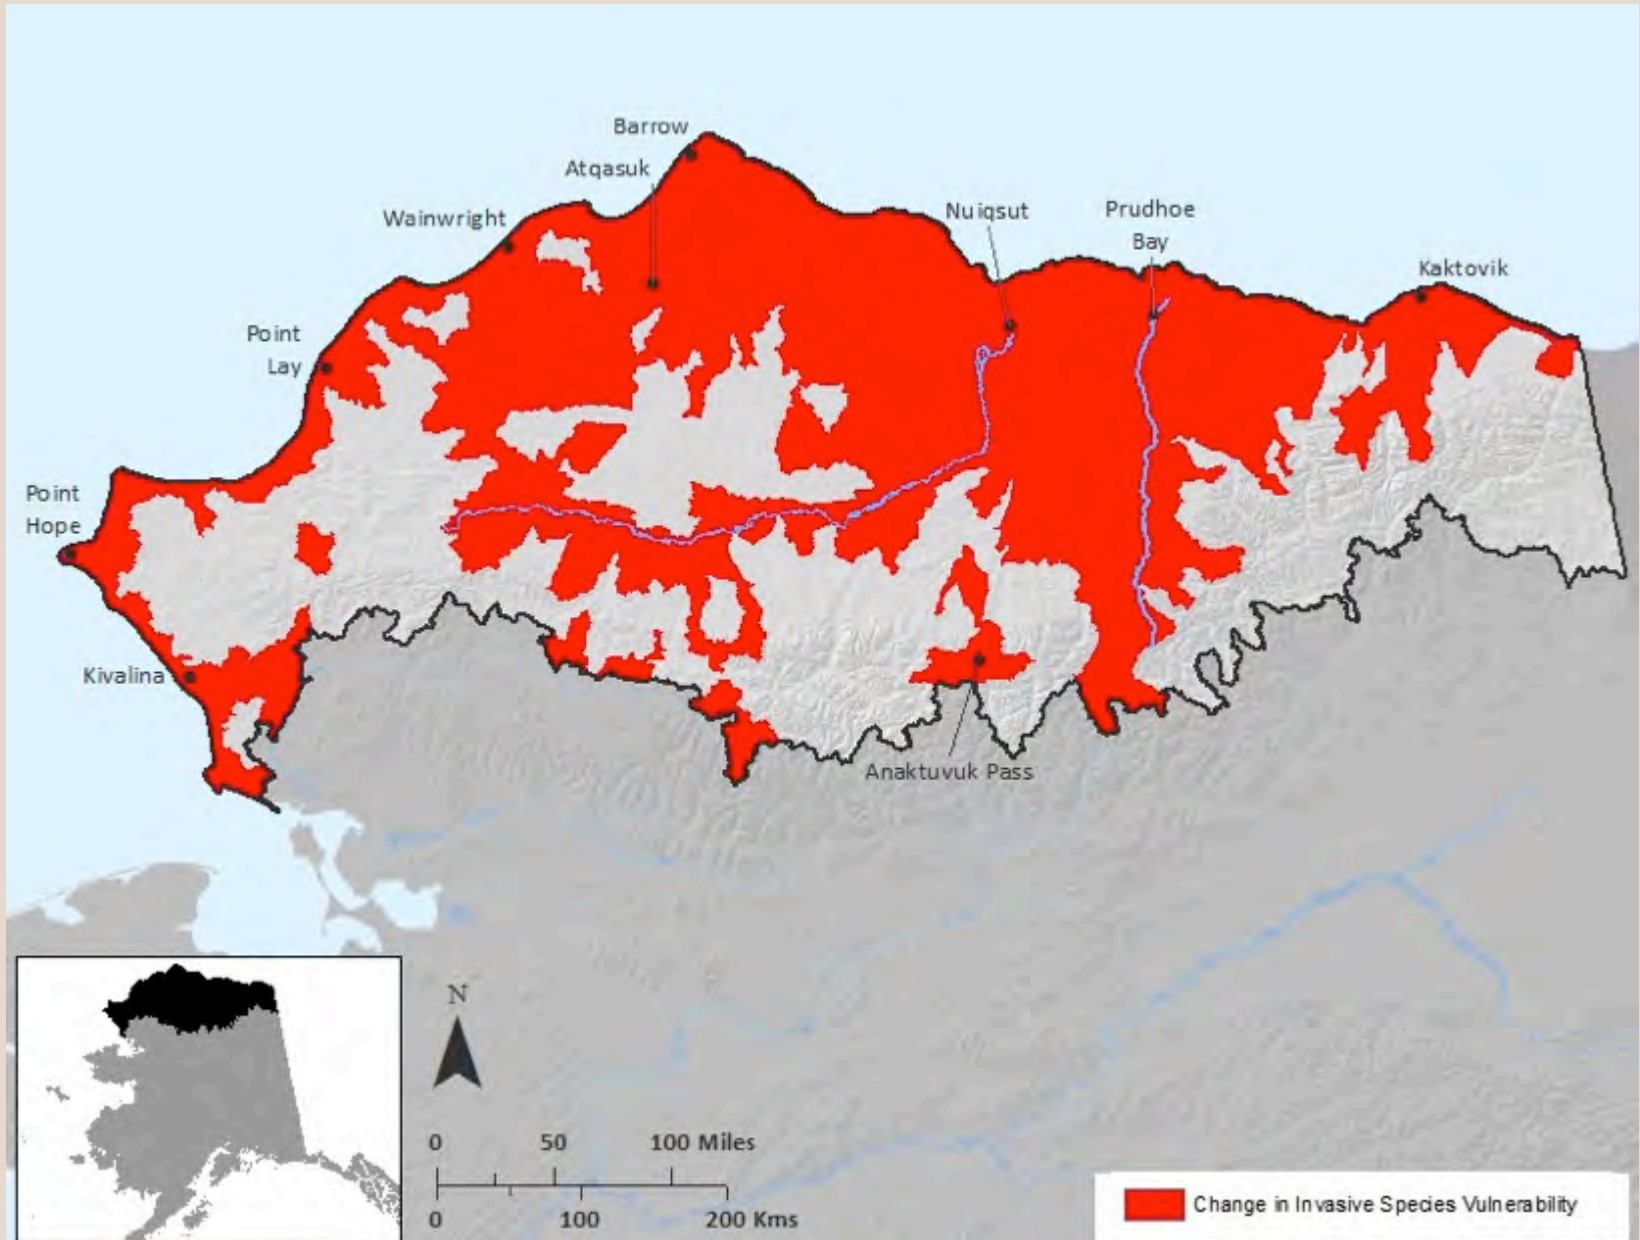 Barrow
Atqasuk
Wainwright
Nuiqsut
Prudhoe
Bay
Kaktovik
Point
Lay
Point
Hope
Kivalina
Anaktuvuk Pass
N
0 50 100 Miles
0 100 200 Kms
Change in Invasive Species Vulnerability